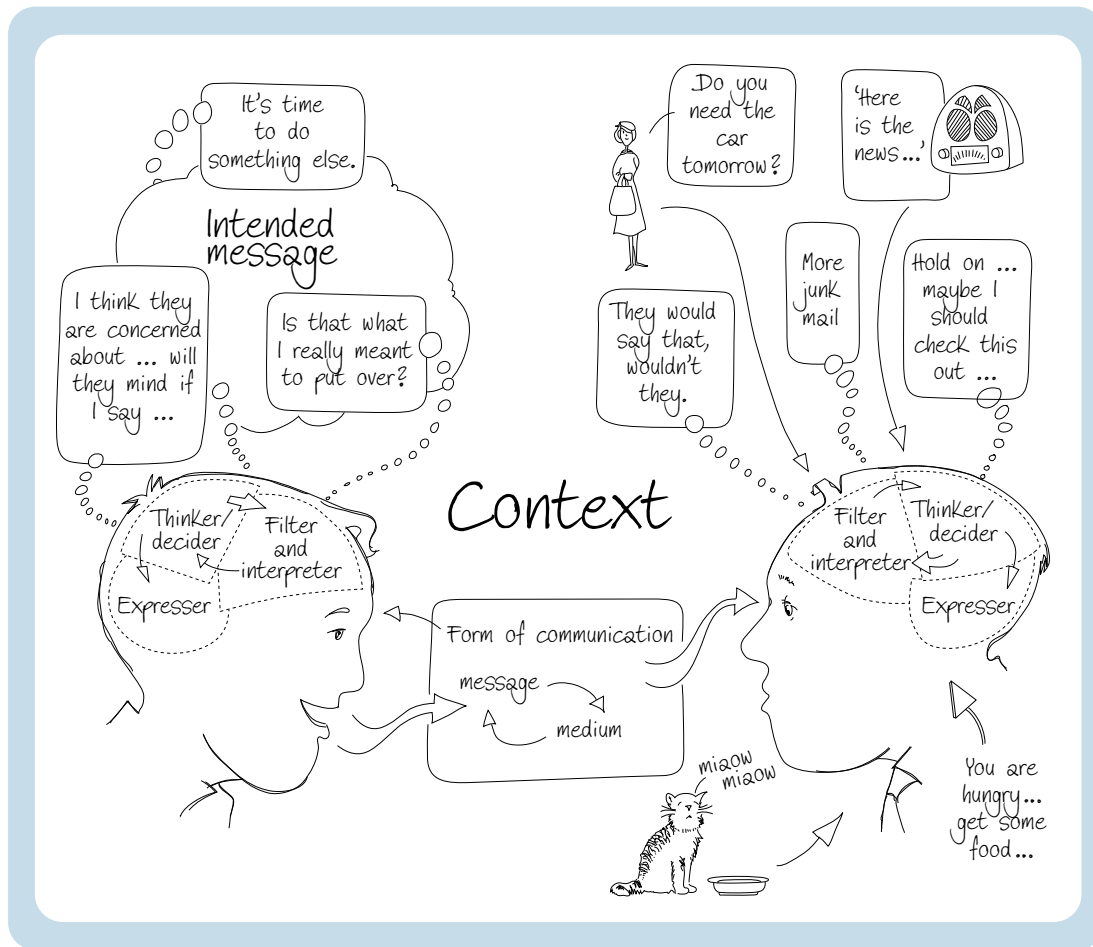 It's time
to do
something else.
Intended
message
I think they
are concerned
about ... will
they mind if
I say ...
Is that what
I really meant
to put over?
Do you
need the
car
tomorrow?
'Here
is the
news...'
They would
say that,
wouldn't
they.
More
junk
mail
Hold on ...
maybe I
should
check this
out ...
Context
Thinker/
decider
Filter
and
interpreter
Expresser
Filter
and
interpreter
Thinker/
decider
Expresser
Form of communication
message
medium
miaow
miaow
You are
hungry...
get some
food...